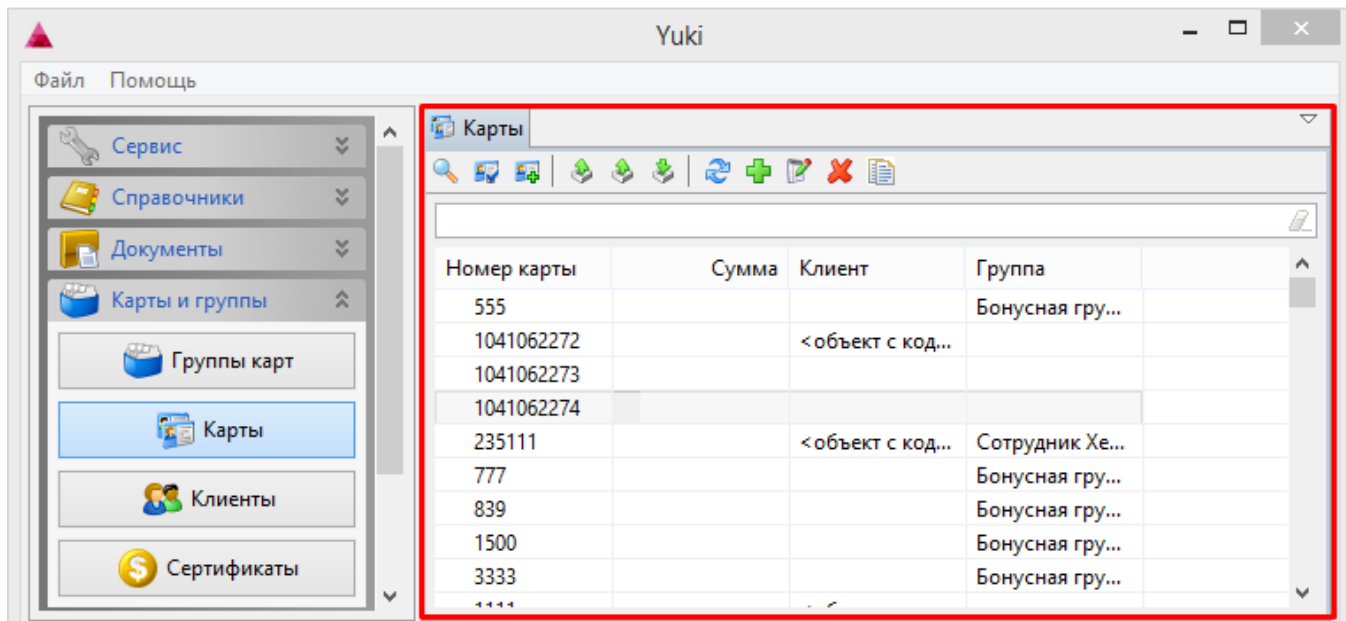 Yuki
Файл Помощь
Сервис
Справочники
Документы
Карты и группы
Группы карт
Карты
Клиенты
Сертификаты
Карты
Номер карты Сумма Клиент Группа
555 Бонусная гру...
1041062272 <объект с код...
1041062273
1041062274
235111 <объект с код... Сотрудник Хе...
777 Бонусная гру...
839 Бонусная гру...
1500 Бонусная гру...
3333 Бонусная гру...
1111